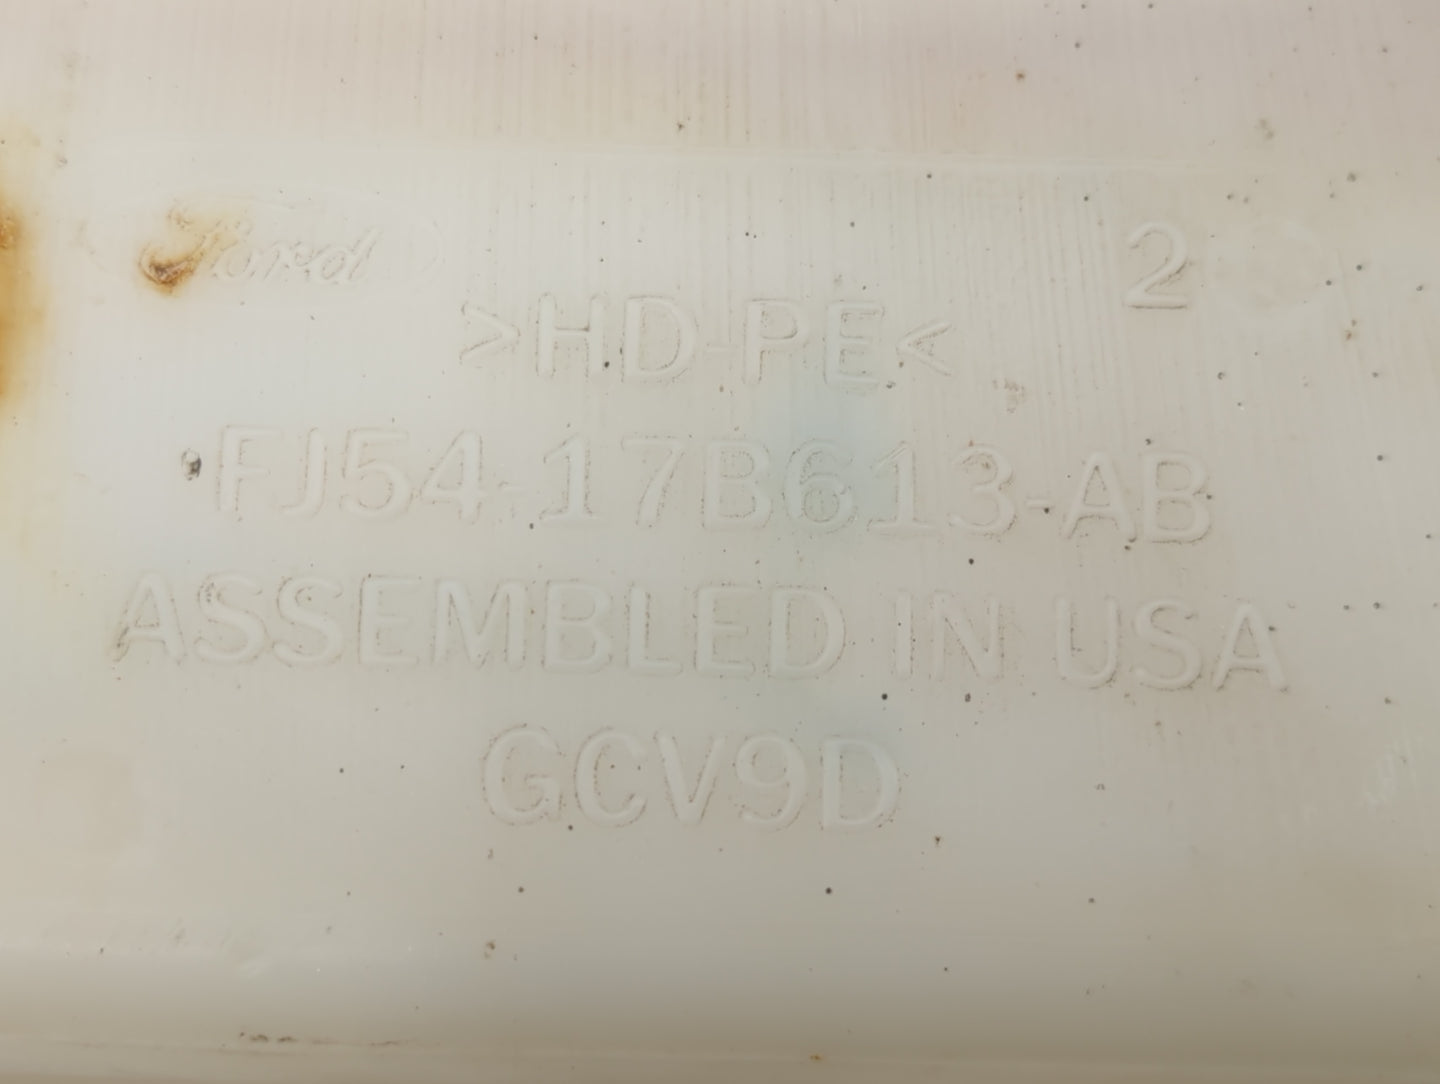 Ford
2
>HD-PE<
FJ54-17B613-AB
ASSEMBLED IN USA
GCV9D